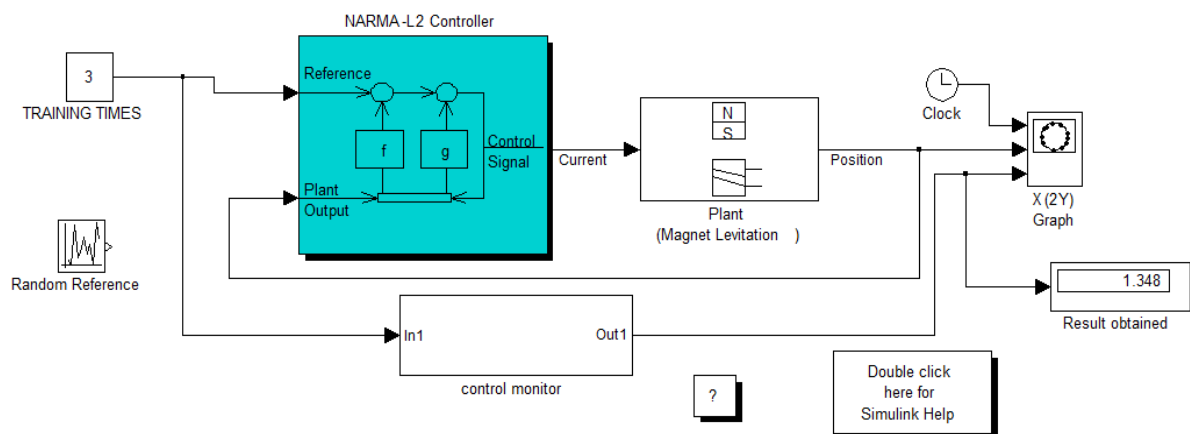 NARMA-L2 Controller
3
TRAINING TIMES
Reference
f
g
Control
Signal
Plant
Output
Current
N
S
Plant
(Magnet Levitation )
Position
Clock
X (2Y)
Graph
Random Reference
In1
Out1
control monitor
1.348
Result obtained
?
Double click
here for
Simulink Help